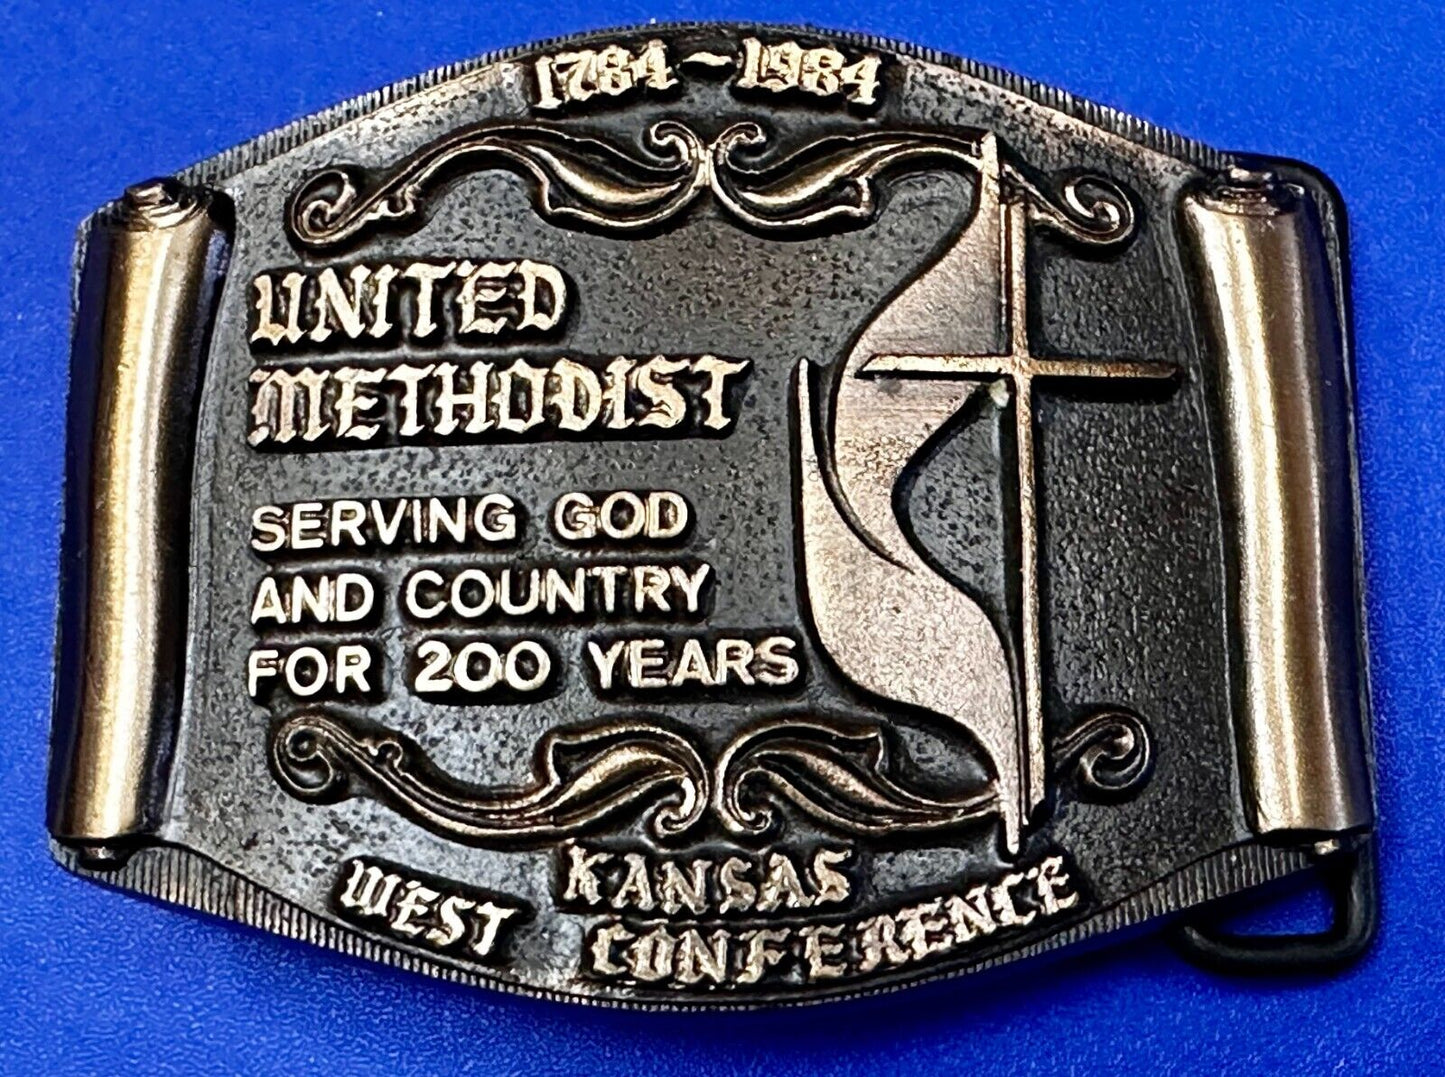 1784~1984
UNITED
METHODIST
SERVING GOD
AND COUNTRY
FOR 200 YEARS
WEST KANSAS
CONFERENCE